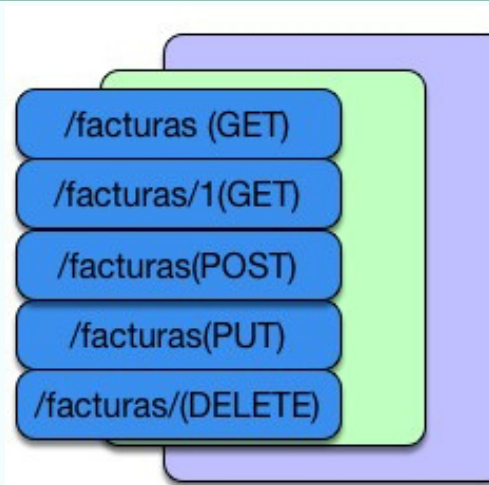 /facturas (GET)
/facturas/1(GET)
/facturas(POST)
/facturas(PUT)
/facturas/(DELETE)